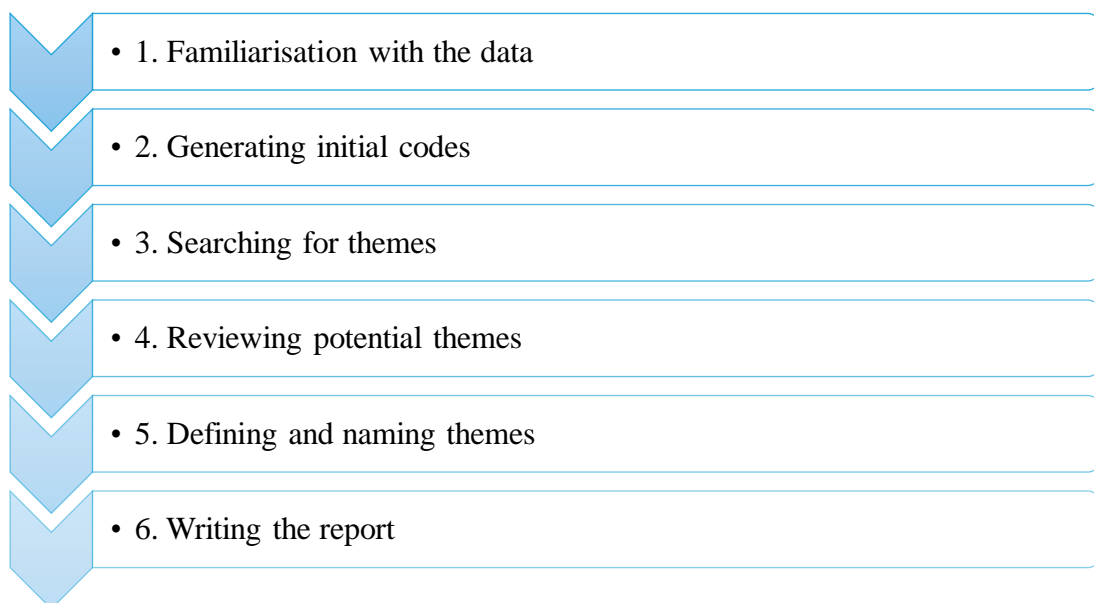 • 1. Familiarisation with the data
• 2. Generating initial codes
• 3. Searching for themes
• 4. Reviewing potential themes
• 5. Defining and naming themes
• 6. Writing the report